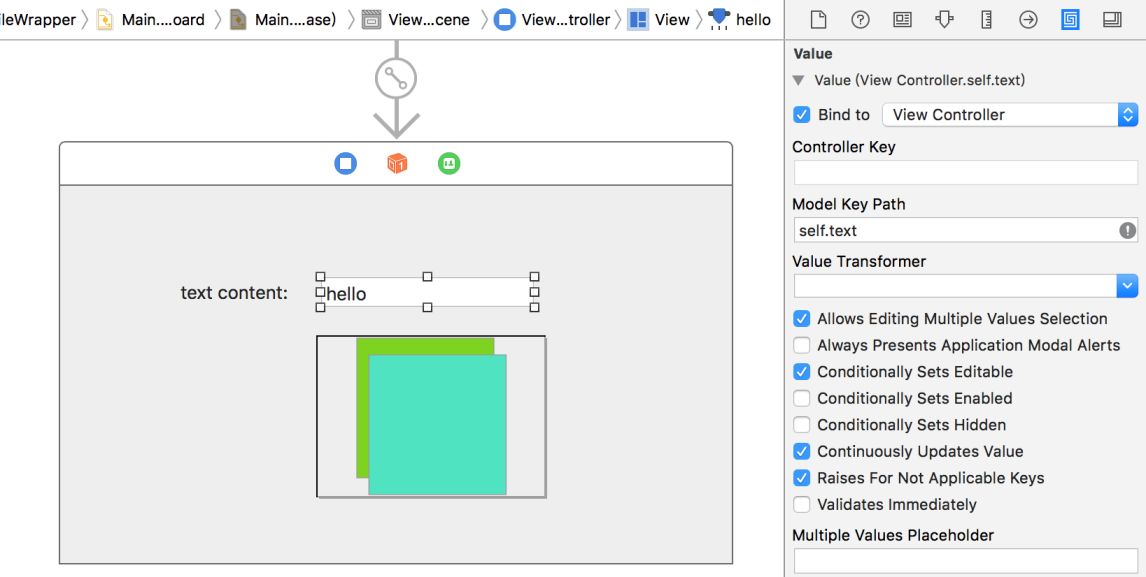 ileWrapper
Main....oard
Main....ase)
View...cene
View...troller
View
hello
1
text content:
hello
Value
Value (View Controller.self.text)
Bind to
View Controller
Controller Key
Model Key Path
self.text
Value Transformer
Allows Editing Multiple Values Selection
Always Presents Application Modal Alerts
Conditionally Sets Editable
Conditionally Sets Enabled
Conditionally Sets Hidden
Continuously Updates Value
Raises For Not Applicable Keys
Validates Immediately
Multiple Values Placeholder